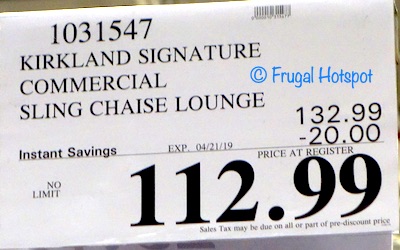 1031547
KIRKLAND SIGNATURE
COMMERCIAL
SLING CHAISE LOUNGE
© Frugal Hotspot
132.99
-20.00
Instant Savings EXP. 04/21/19 PRICE AT REGISTER
NO
LIMIT
112.99
Sales Tax may be due on all or part of pre-discount price